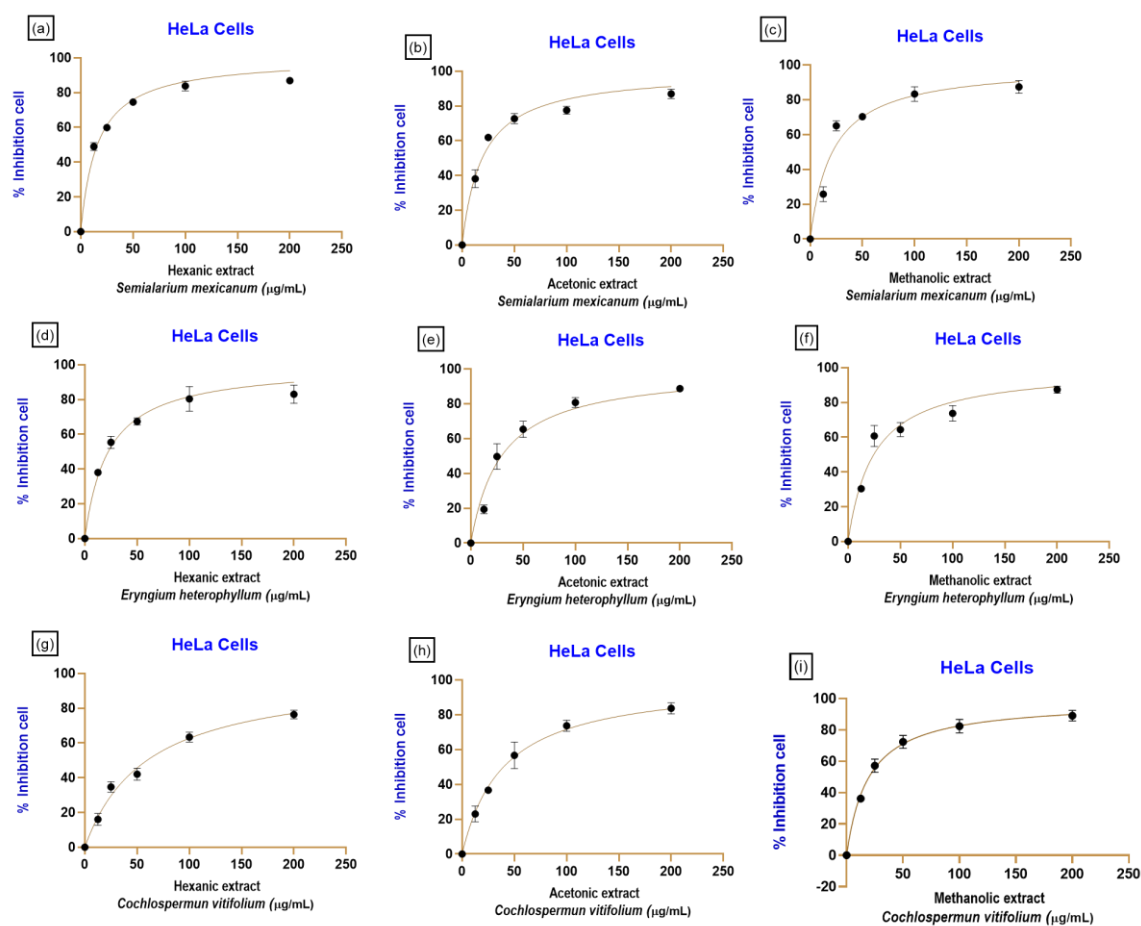 (a)
HeLa Cells
100
80
60
40
20
0
% Inhibition cell
0 50 100 150 200 250
Hexanic extract
Semialarium mexicanum (μg/mL)
(b)
HeLa Cells
100
80
60
40
20
0
% Inhibition cell
0 50 100 150 200 250
Acetonic extract
Semialarium mexicanum (μg/mL)
(c)
HeLa Cells
100
80
60
40
20
0
% Inhibition cell
0 50 100 150 200 250
Methanolic extract
Semialarium mexicanum (μg/mL)
(d)
HeLa Cells
100
80
60
40
20
0
% Inhibition cell
0 50 100 150 200 250
Hexanic extract
Eryngium heterophyllum (μg/mL)
(e)
HeLa Cells
100
80
60
40
20
0
% Inhibition cell
0 50 100 150 200 250
Acetonic extract
Eryngium heterophyllum (μg/mL)
(f)
HeLa Cells
100
80
60
40
20
0
% Inhibition cell
0 50 100 150 200 250
Methanolic extract
Eryngium heterophyllum (μg/mL)
(g)
HeLa Cells
100
80
60
40
20
0
% Inhibition cell
0 50 100 150 200 250
Hexanic extract
Cochlospermun vitifolium (μg/mL)
(h)
HeLa Cells
100
80
60
40
20
0
% Inhibition cell
0 50 100 150 200 250
Acetonic extract
Cochlospermun vitifolium (μg/mL)
(i)
HeLa Cells
100
80
60
40
20
0
-20
% Inhibition cell
50 100 150 200 250
Methanolic extract
Cochlospermun vitifolium (μg/mL)